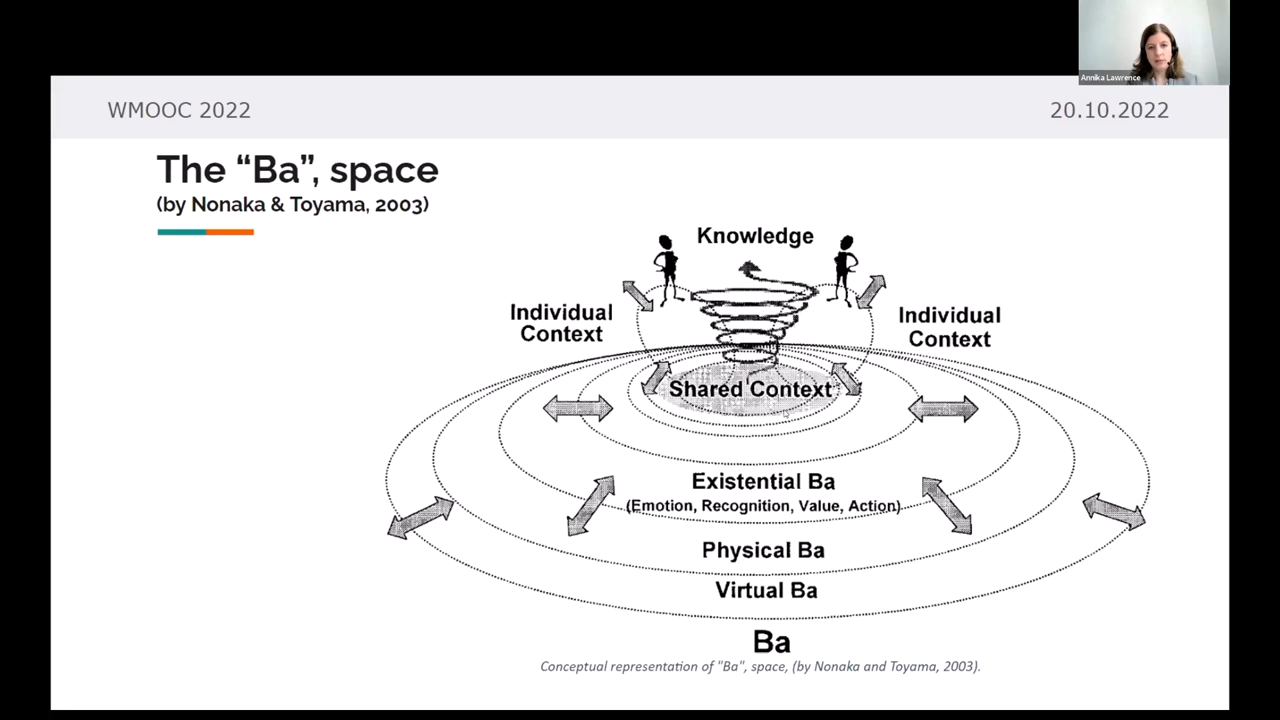 Annika Lawrence
WMOOC 2022
20.10.2022
The “Ba”, space
(by Nonaka & Toyama, 2003)
Knowledge
Individual
Context
Individual
Context
Shared Context
Existential Ba
(Emotion, Recognition, Value, Action)
Physical Ba
Virtual Ba
Ba
Conceptual representation of "Ba", space, (by Nonaka and Toyama, 2003).